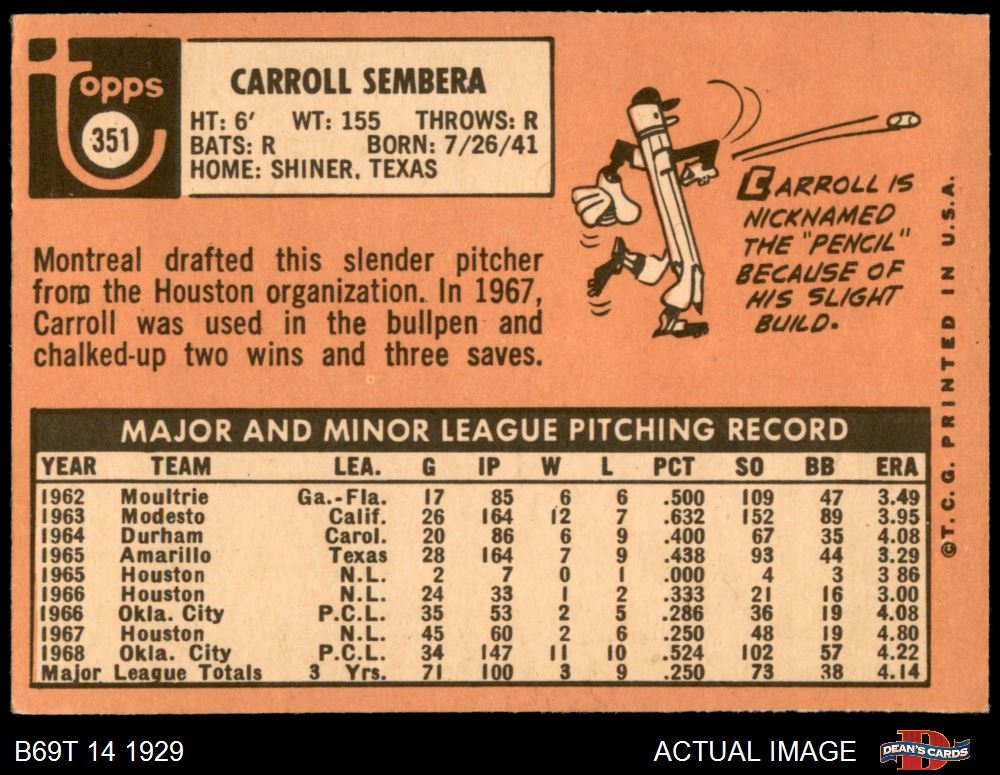 topps
351
CARROLL SEMBERA
HT: 6' WT: 155 THROWS: R
BATS: R BORN: 7/26/41
HOME: SHINER, TEXAS
Montreal drafted this slender pitcher
from the Houston organization. In 1967,
Carroll was used in the bullpen and
chalked-up two wins and three saves.
CARROLL IS
NICKNAMED
THE "PENCIL"
BECAUSE OF
HIS SLIGHT
BUILD.
©T.C.G. PRINTED IN U.S.A.
MAJOR AND MINOR LEAGUE PITCHING RECORD
YEAR TEAM LEA. G IP W L PCT SO BB ERA
1962 Moultrie Ga.-Fla. 17 85 6 6 .500 109 47 3.49
1963 Modesto Calif. 26 164 12 7 .632 152 89 3.95
1964 Durham Carol. 20 86 6 9 .400 67 35 4.08
1965 Amarillo Texas 28 164 7 9 .438 93 44 3.29
1965 Houston N.L. 2 7 0 1 .000 4 3 3 86
1966 Houston N.L. 24 33 1 2 .333 21 16 3.00
1966 Okla. City P.C.L. 35 53 2 5 .286 36 19 4.08
1967 Houston N.L. 45 60 2 6 .250 48 19 4.80
1968 Okla. City P.C.L. 34 147 11 10 .524 102 57 4.22
Major League Totals 3 Yrs. 71 100 3 9 .250 73 38 4.14
B69T 14 1929
ACTUAL IMAGE
DEAN'S CARDS